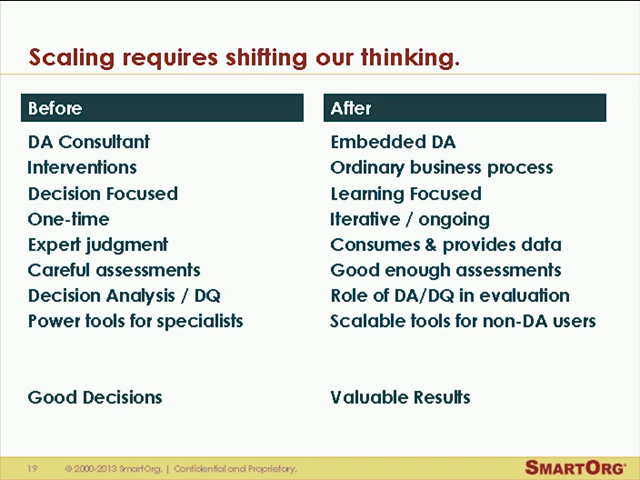 Scaling requires shifting our thinking.
Before
After
DA Consultant
Embedded DA
Interventions
Ordinary business process
Decision Focused
Learning Focused
One-time
Iterative / ongoing
Expert judgment
Consumes & provides data
Careful assessments
Good enough assessments
Decision Analysis / DQ
Role of DA/DQ in evaluation
Power tools for specialists
Scalable tools for non-DA users
Good Decisions
Valuable Results
19 © 2000-2013 SmartOrg. | Confidential and Proprietary.
SMARTORG